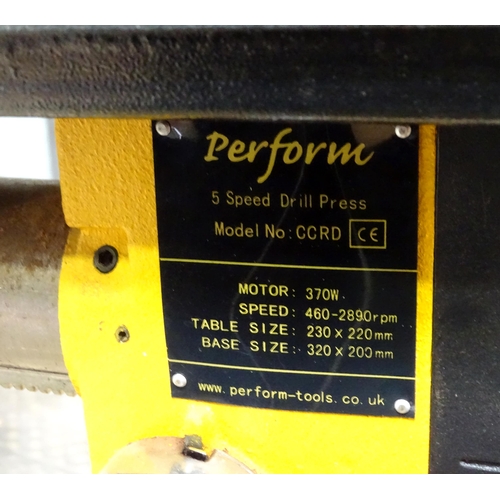 Perform
5 Speed Drill Press
Model No: CCRD CE
MOTOR: 370W
SPEED: 460-2890rpm
TABLE SIZE: 230 x 220mm
BASE SIZE: 320 x 200mm
www.perform-tools.co.uk